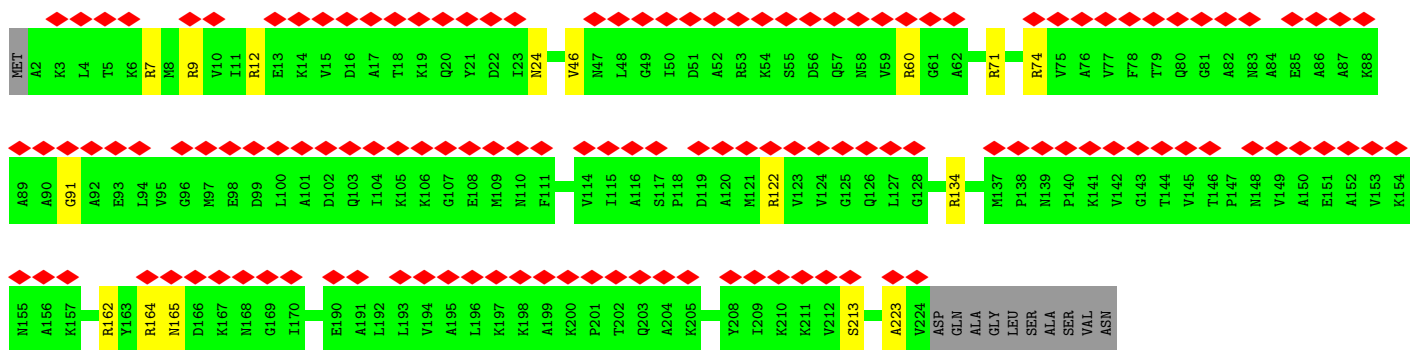 MET A2 K3 L4 T5 K6 R7 M8 R9 V10 I11 R12 E13 K14 V15 D16 A17 T18 K19 Q20 Y21 D22 I23 N24 V46 N47 L48 G49 I50 D51 A52 R53 K54 S55 D56 Q57 N58 V59 R60 G61 A62 R71 R74 V75 A76 V77 F78 T79 Q80 G81 A82 N83 A84 E85 A86 A87 K88
A89 A90 G91 A92 E93 L94 V95 G96 M97 E98 D99 L100 A101 D102 Q103 I104 K105 K106 G107 E108 M109 N110 F111 V114 I115 A116 S117 P118 D119 A120 M121 R122 V123 V124 G125 Q126 L127 G128 R134 M137 P138 N139 P140 K141 V142 G143 T144 V145 T146 P147 N148 V149 A150 E151 A152 V153 K154
N155 A156 K157 R162 Y163 R164 N165 D166 K167 N168 G169 I170 E190 A191 L192 L193 V194 A195 L196 K197 K198 A199 K200 P201 T202 Q203 A204 K205 Y208 I209 K210 K211 V212 S213 A223 V224 ASP GLN ALA GLY LEU SER ALA SER VAL ASN